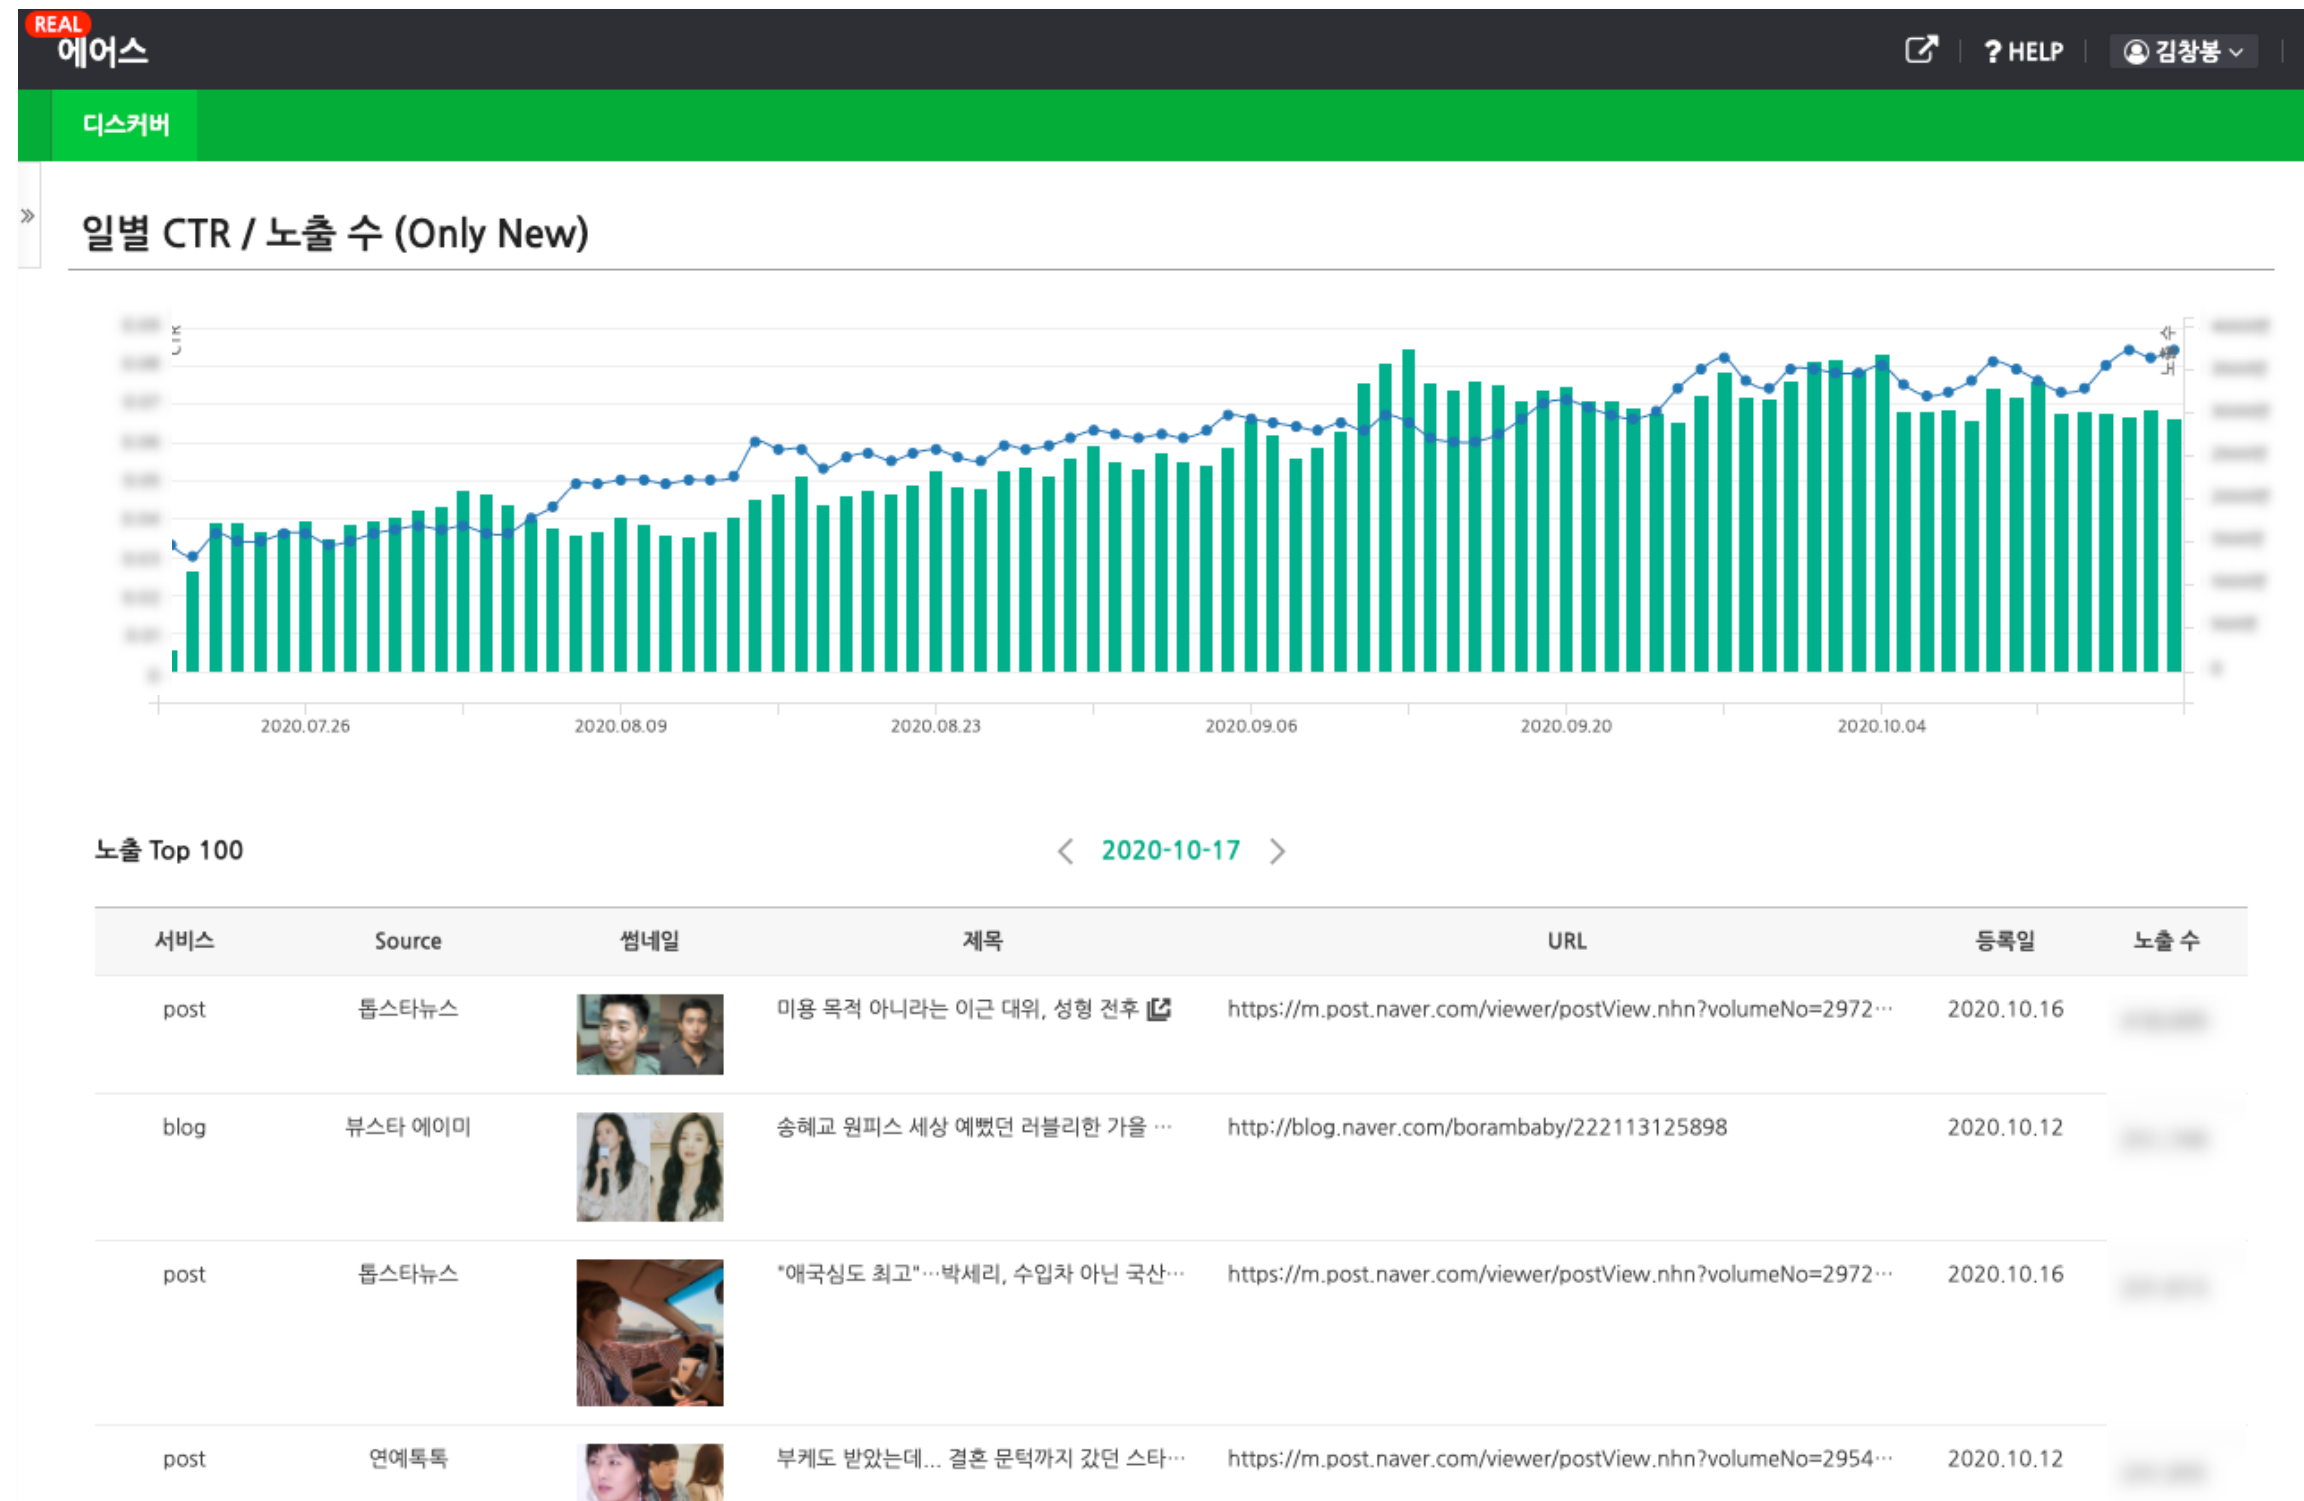 REAL
에어스
? HELP
김창봉
디스커버
일별 CTR / 노출 수 (Only New)
CTR
노출 수
2020.07.26 2020.08.09 2020.08.23 2020.09.06 2020.09.20 2020.10.04
노출 Top 100
2020-10-17
서비스 Source 썸네일 제목 URL 등록일 노출 수
post 톱스타뉴스 미용 목적 아니라는 이근 대위, 성형 전후 https://m.post.naver.com/viewer/postView.nhn?volumeNo=2972… 2020.10.16
blog 뷰스타 에이미 송혜교 원피스 세상 예뻤던 러블리한 가을 … http://blog.naver.com/borambaby/222113125898 2020.10.12
post 톱스타뉴스 "애국심도 최고"…박세리, 수입차 아닌 국산… https://m.post.naver.com/viewer/postView.nhn?volumeNo=2972… 2020.10.16
post 연예톡톡 부케도 받았는데... 결혼 문턱까지 갔던 스타… https://m.post.naver.com/viewer/postView.nhn?volumeNo=2954… 2020.10.12